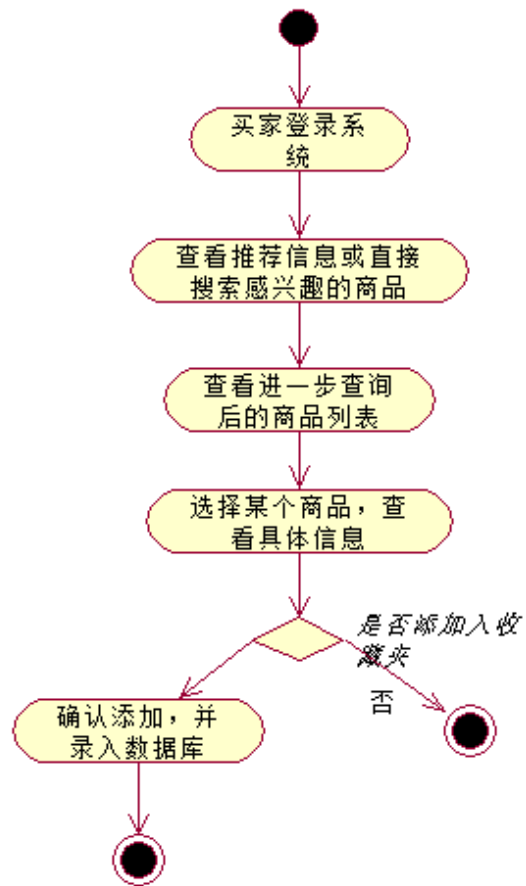 买家登录系
统
查看推荐信息或直接
搜索感兴趣的商品
查看进一步查询
后的商品列表
选择某个商品，查
看具体信息
是否添加入收
藏夹
否
确认添加，并
录入数据库